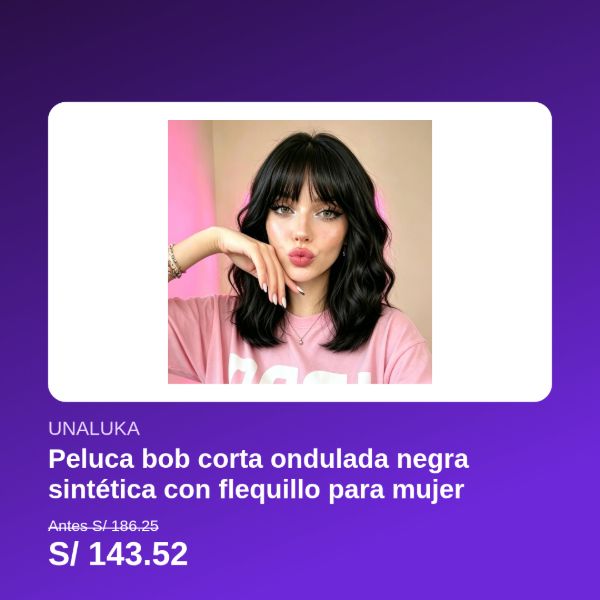 UNALUKA
Peluca bob corta ondulada negra
sintética con flequillo para mujer
Antes S/ 186.25
S/ 143.52